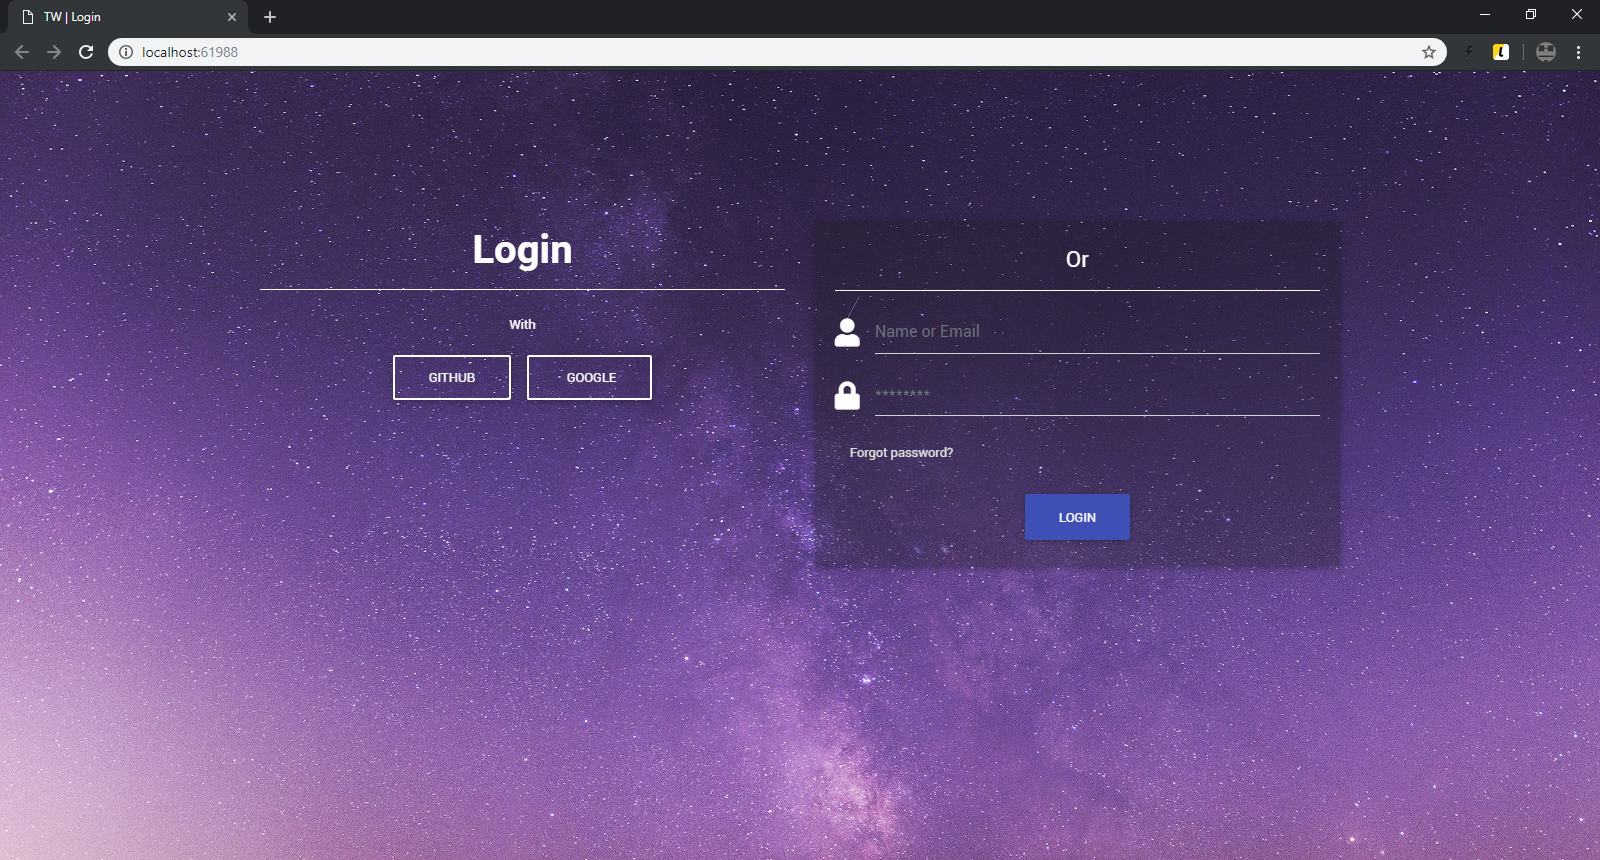 TW | Login
localhost:61988
Login
With
GITHUB
GOOGLE
Or
Name or Email
********
Forgot password?
LOGIN